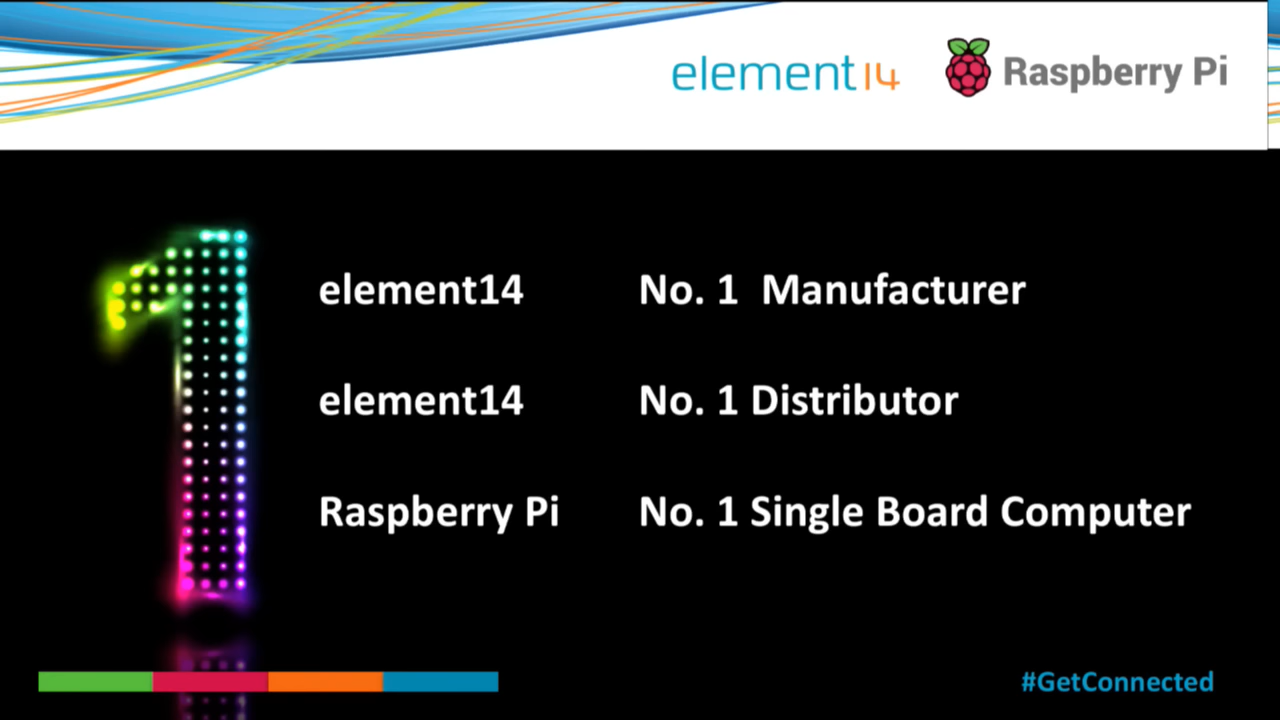 element14 Raspberry Pi
element14 No. 1 Manufacturer
element14 No. 1 Distributor
Raspberry Pi No. 1 Single Board Computer
#GetConnected